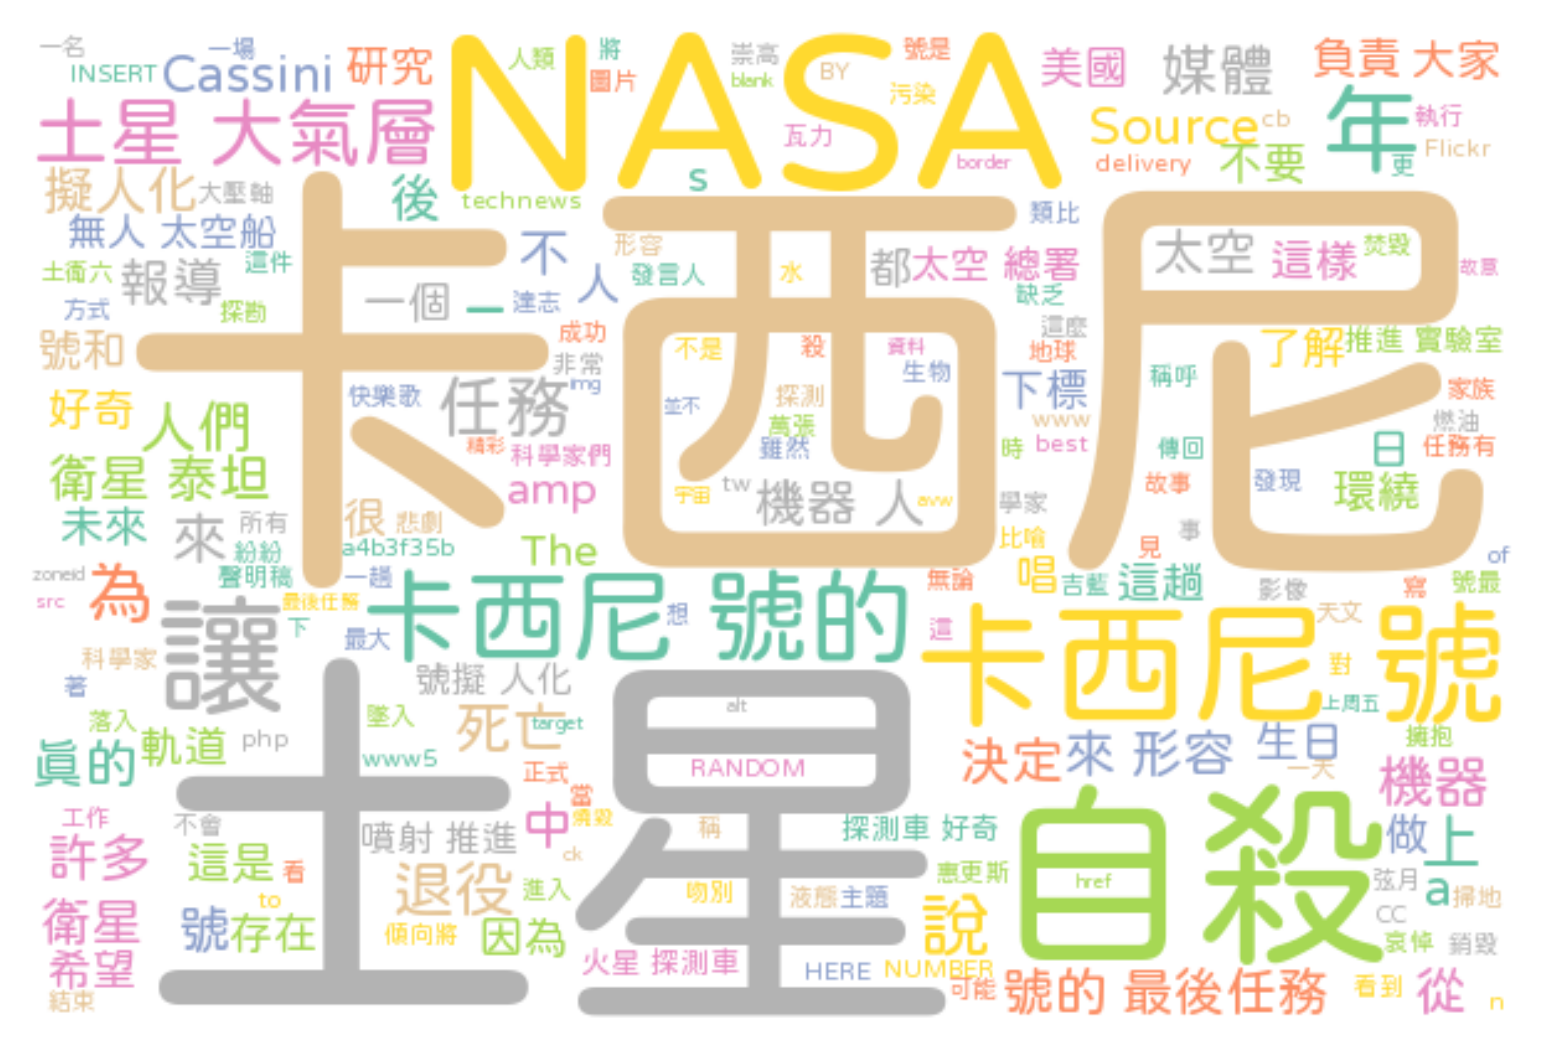 一名 一場 NASA 人類 將 崇高 BY 號是 美國 媒體 負責 大家
INSERT Cassini 研究 圖片 blank 污染 年
土星 大氣層 瓦力 Source cb 執行
border delivery 不要 更 Flickr
擬人化 大壓軸 後 technews s 類比
無人 太空船 不 形容 都 太空 總署 太空 這樣 焚毀
土衛六 報導 這件 卡西尼 發言人 水 缺乏 故意
方式 探勘 一個 一 達志 人 這麼
號和 成功 不是 殺 資料 地球 了解 推進 實驗室
非常 生物
好奇 人們 快樂歌 任務 img 並不 探測 下標 稱呼 家族
萬張 www 燃油
精彩 科學家們 雖然 時 best 傳回 日 任務有
衛星 泰坦 amp 宇宙 tw 機器 人 avw 故事 發現 環繞
未來 來 所有 很 悲劇 學家
紛紛 a4b3f35b The 比喻 見 事 of
zoneid 為 聲明稿 一趟 無論 唱 吉藍 這趟 影像 寫 號最
src 最後任務 卡西尼 號的 想 天文
讓 下 最大 這 卡西尼 號
科學家 號擬 人化 對
著 土星 alt 上周五
落入 墜入 死亡 target 擁抱
真的 軌道 php www5 RANDOM 決定 來 形容 生日 一天
正式 機器
工作 不會 當 燒毀 自殺
許多 這是 看 噴射 推進 中 稱 探測車 好奇 做 上
ck
to 退役 進入 吻別 液態 主題 惠更斯 href 弦月 a 掃地
衛星 號 存在 傾向將 因為 說 CC 哀悼 銷毀
希望 火星 探測車 HERE NUMBER
結束 可能 號的 最後任務 看到 從 n